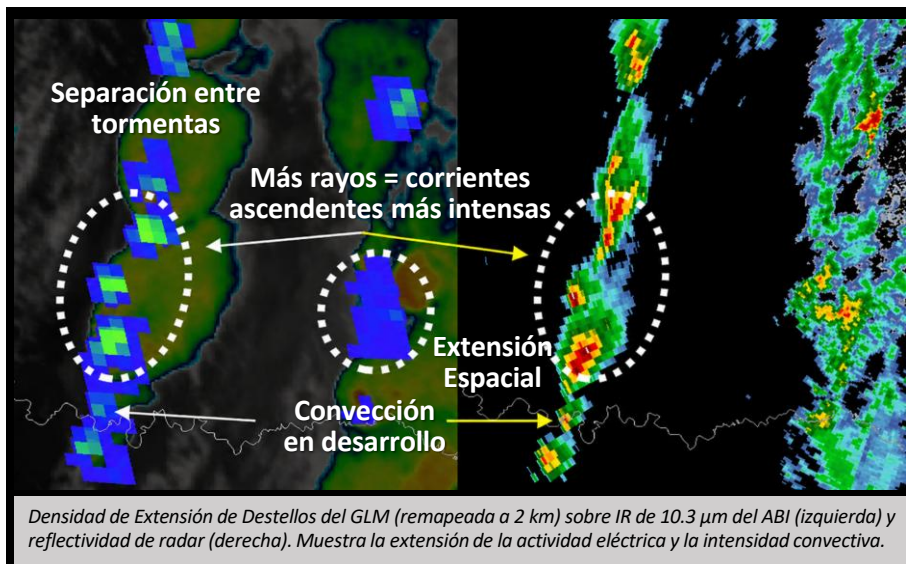 Separación entre
tormentas
Más rayos = corrientes
ascendentes más intensas
Extensión
Espacial
Convección
en desarrollo
Densidad de Extensión de Destellos del GLM (remapeada a 2 km) sobre IR de 10.3 μm del ABI (izquierda) y
reflectividad de radar (derecha). Muestra la extensión de la actividad eléctrica y la intensidad convectiva.